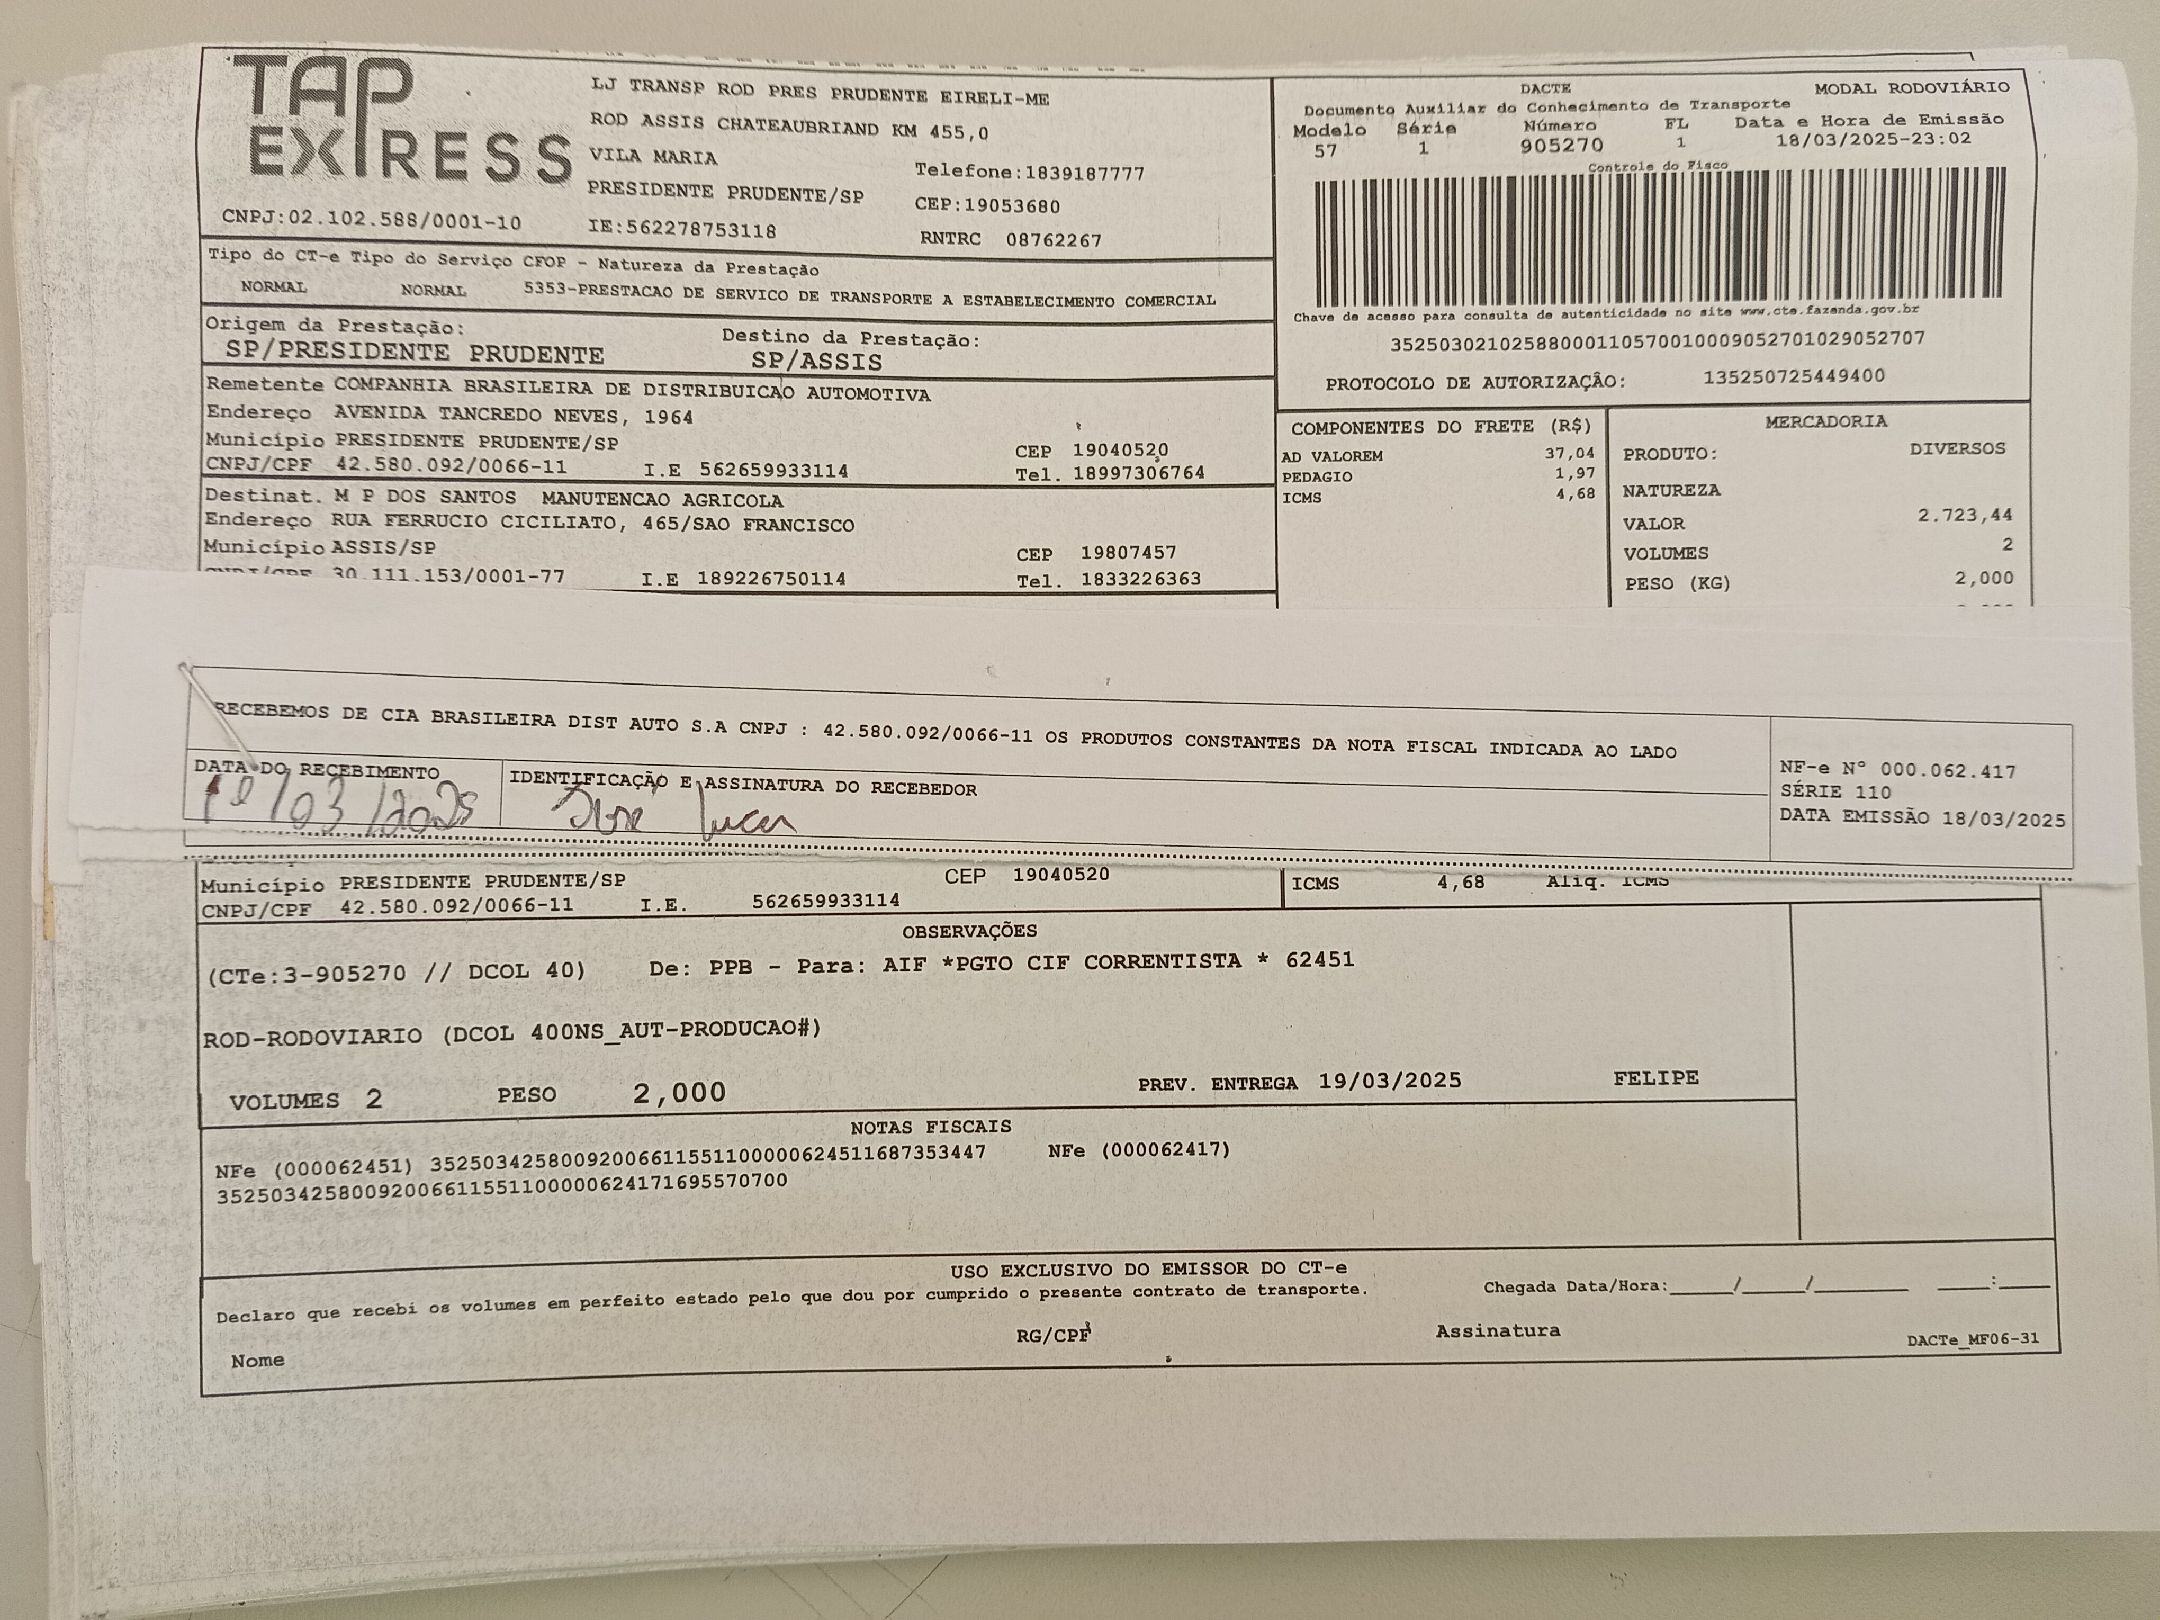 TAP
EXPRESS
LJ TRANSP ROD PRES PRUDENTE EIRELI-ME
ROD ASSIS CHATEAUBRIAND KM 455,0
VILA MARIA
Telefone:1839187777
PRESIDENTE PRUDENTE/SP
CEP:19053680
CNPJ:02.102.588/0001-10
IE:562278753118
RNTRC 08762267
DACTE MODAL RODOVIÁRIO
Documento Auxiliar do Conhecimento de Transporte
Modelo Série Número FL Data e Hora de Emissão
57 1 905270 1 18/03/2025-23:02
Controle do Fisco
Chave de acesso para consulta de autenticidade no site www.cte.fazenda.gov.br
35250302102588000110570010009052701029052707
PROTOCOLO DE AUTORIZAÇÃO: 135250725449400
Tipo do CT-e Tipo do Serviço CFOP - Natureza da Prestação
NORMAL NORMAL 5353-PRESTACAO DE SERVICO DE TRANSPORTE A ESTABELECIMENTO COMERCIAL
Origem da Prestação: Destino da Prestação:
SP/PRESIDENTE PRUDENTE SP/ASSIS
Remetente COMPANHIA BRASILEIRA DE DISTRIBUICAO AUTOMOTIVA
Endereço AVENIDA TANCREDO NEVES, 1964
Município PRESIDENTE PRUDENTE/SP CEP 19040520
CNPJ/CPF 42.580.092/0066-11 I.E 562659933114 Tel. 18997306764
Destinat. M P DOS SANTOS MANUTENCAO AGRICOLA
Endereço RUA FERRUCIO CICILIATO, 465/SAO FRANCISCO
Município ASSIS/SP CEP 19807457
CNPJ/CPF 30.111.153/0001-77 I.E 189226750114 Tel. 1833226363
COMPONENTES DO FRETE (R$)
AD VALOREM 37,04
PEDAGIO 1,97
ICMS 4,68
MERCADORIA
PRODUTO: DIVERSOS
NATUREZA
VALOR 2.723,44
VOLUMES 2
PESO (KG) 2,000
RECEBEMOS DE CIA BRASILEIRA DIST AUTO S.A CNPJ : 42.580.092/0066-11 OS PRODUTOS CONSTANTES DA NOTA FISCAL INDICADA AO LADO
DATA DO RECEBIMENTO IDENTIFICAÇÃO E ASSINATURA DO RECEBEDOR
/03/2025
NF-e Nº 000.062.417
SÉRIE 110
DATA EMISSÃO 18/03/2025
Município PRESIDENTE PRUDENTE/SP CEP 19040520
CNPJ/CPF 42.580.092/0066-11 I.E. 562659933114
ICMS 4,68 Aliq. ICMS
OBSERVAÇÕES
(CTe:3-905270 // DCOL 40) De: PPB - Para: AIF *PGTO CIF CORRENTISTA * 62451
ROD-RODOVIARIO (DCOL 400NS_AUT-PRODUCAO#)
VOLUMES 2 PESO 2,000 PREV. ENTREGA 19/03/2025 FELIPE
NOTAS FISCAIS
NFe (000062451) 35250342580092006611551100000624511687353447 NFe (000062417)
35250342580092006611551100000624171695570700
USO EXCLUSIVO DO EMISSOR DO CT-e
Declaro que recebi os volumes em perfeito estado pelo que dou por cumprido o presente contrato de transporte. Chegada Data/Hora:_____/_____/________ ____:____
Nome RG/CPF Assinatura DACTe_MF06-31